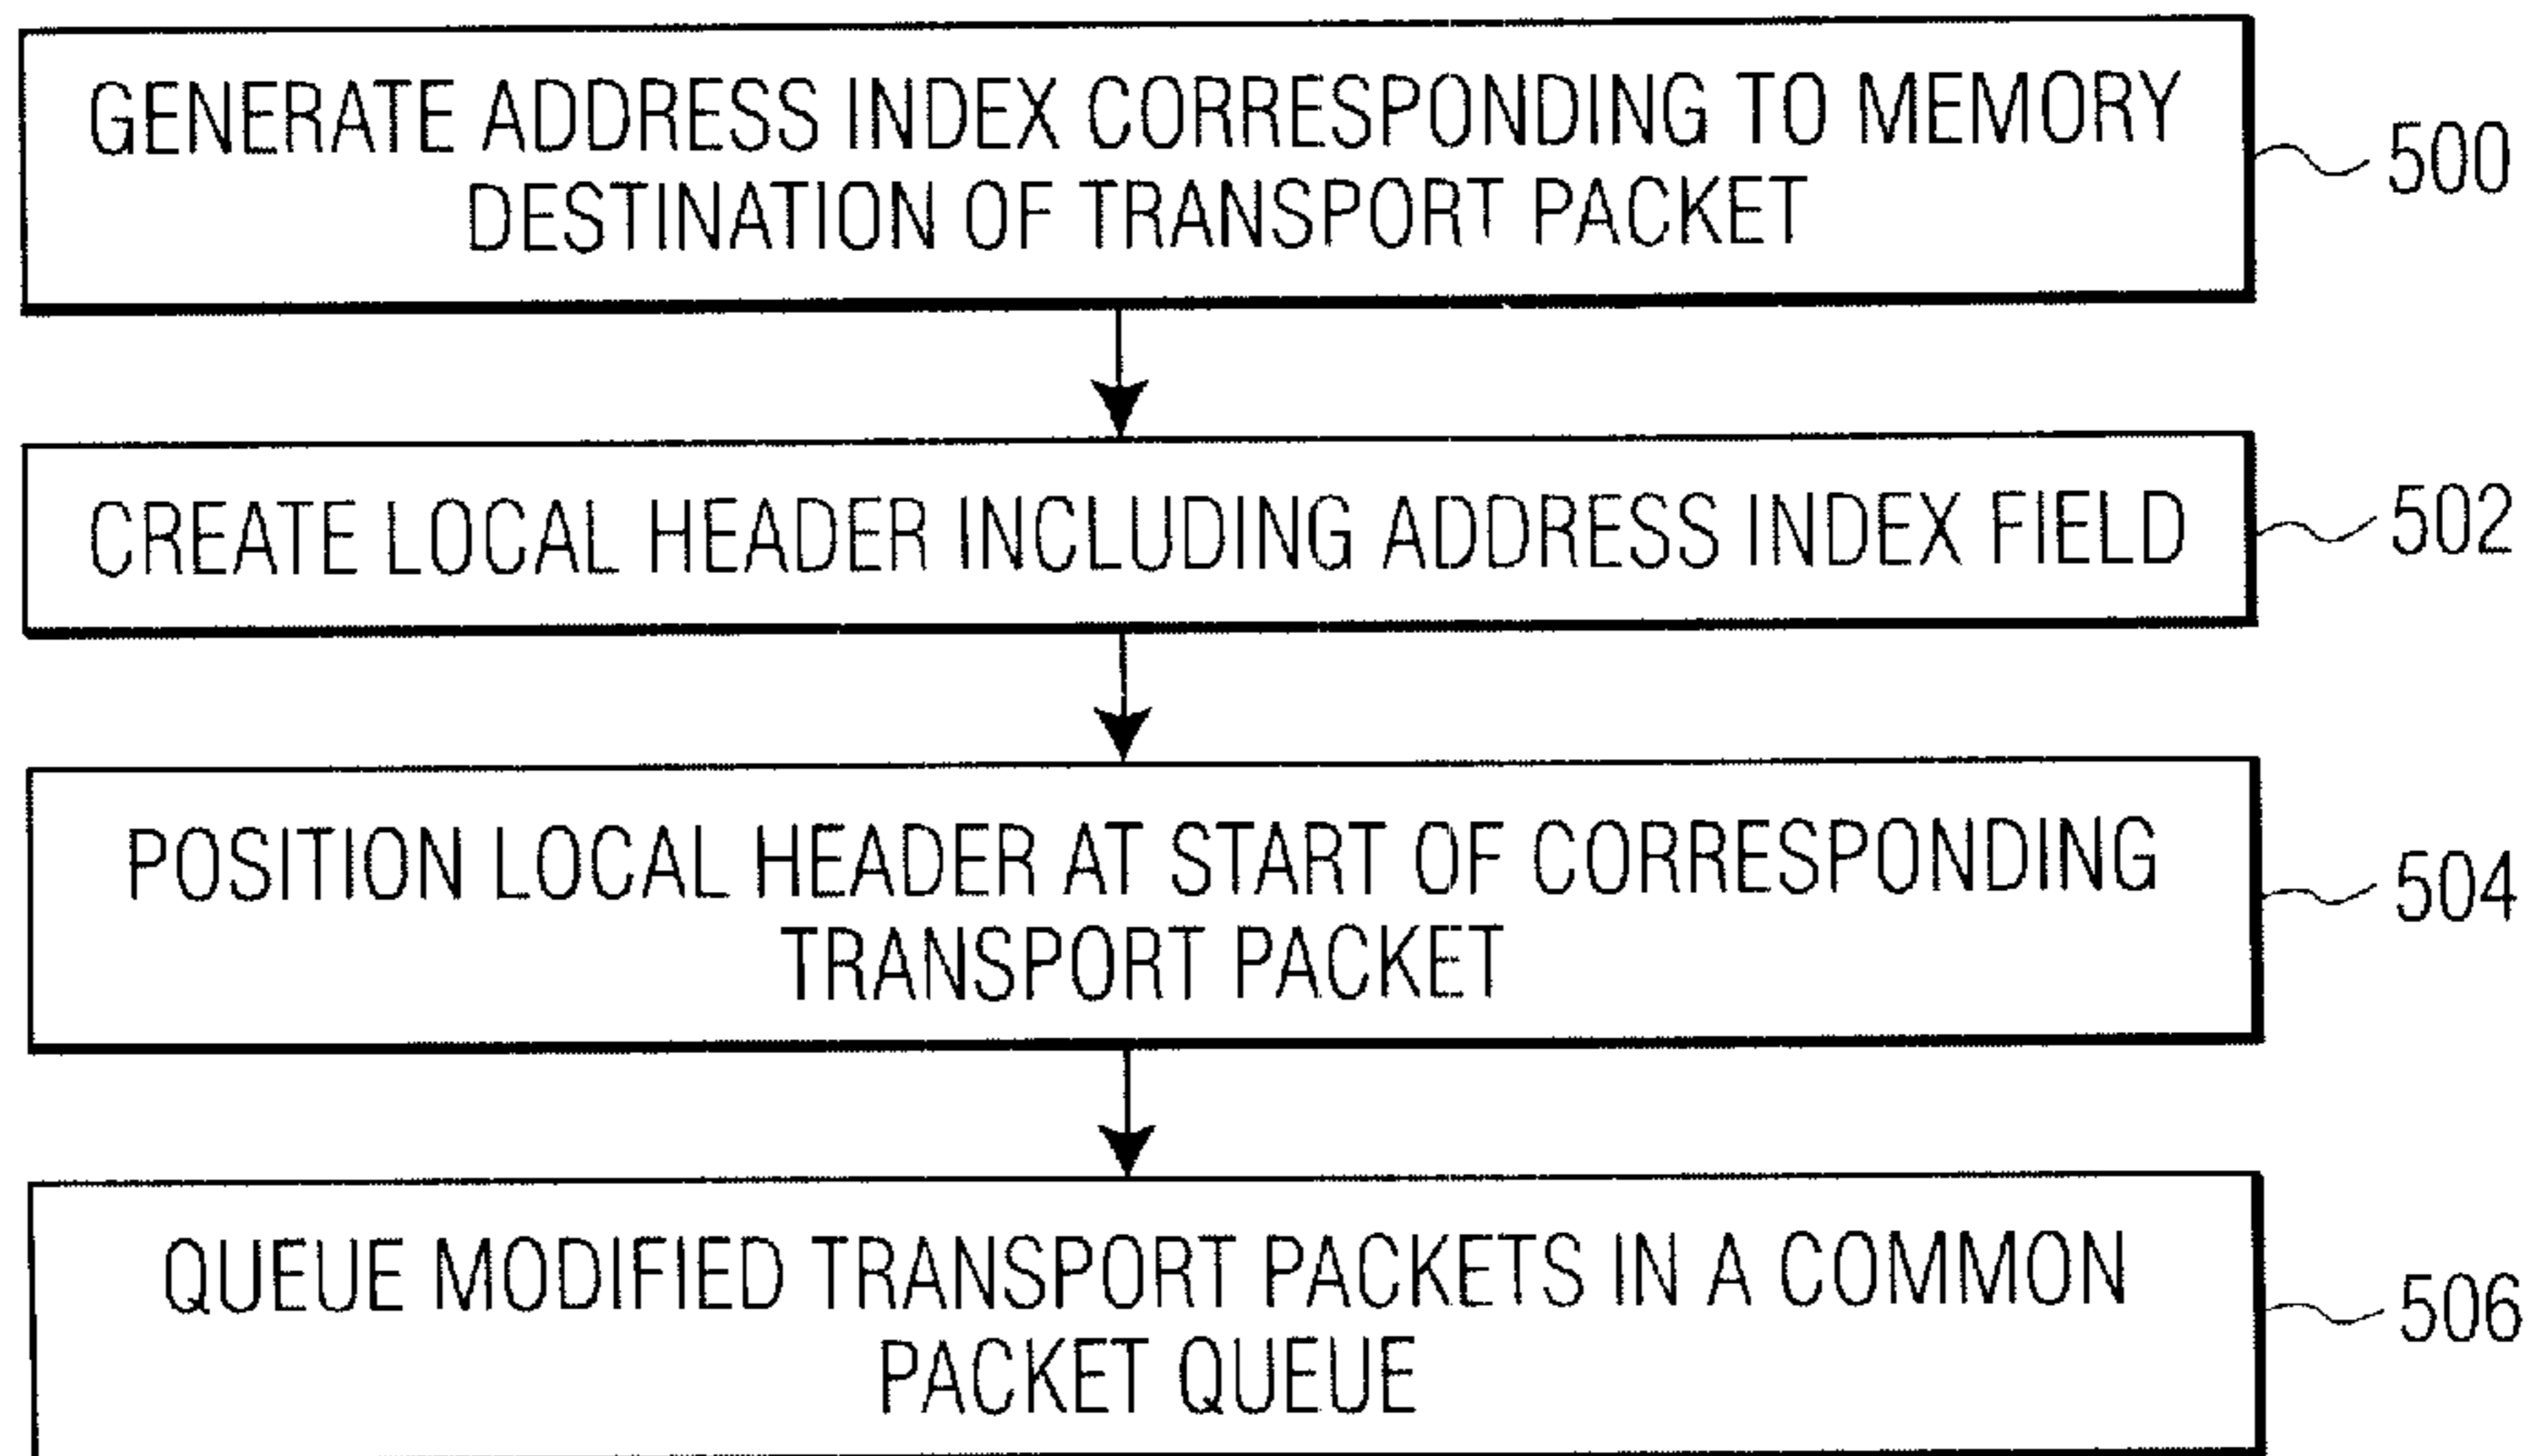 GENERATE ADDRESS INDEX CORRESPONDING TO MEMORY
DESTINATION OF TRANSPORT PACKET
500
CREATE LOCAL HEADER INCLUDING ADDRESS INDEX FIELD
502
POSITION LOCAL HEADER AT START OF CORRESPONDING
TRANSPORT PACKET
504
QUEUE MODIFIED TRANSPORT PACKETS IN A COMMON
PACKET QUEUE
506